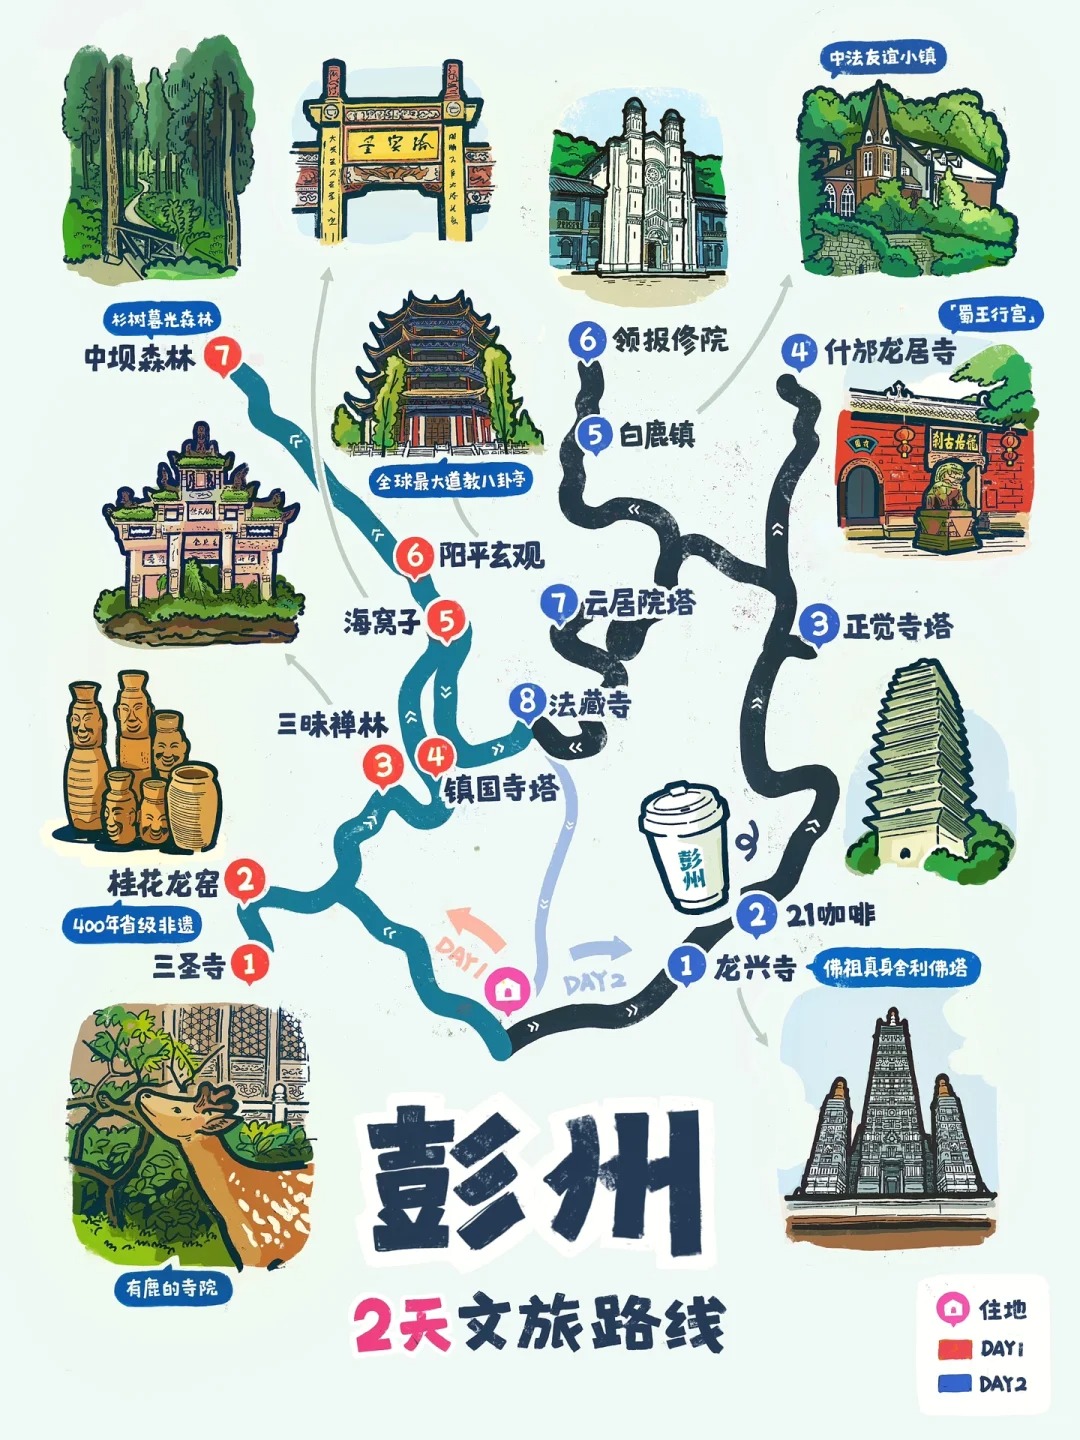 中法友谊小镇
杉树暮光森林
中坝森林
7
6
领报修院
4
什邡龙居寺
「蜀王行宫」
5
白鹿镇
龙居古刹
全球最大道教八卦亭
6
阳平玄观
海窝子
5
7
云居院塔
3
正觉寺塔
8
法藏寺
三昧禅林
3
4
镇国寺塔
桂花龙窑
2
400年省级非遗
三圣寺
1
彭州
2
21咖啡
1
龙兴寺
佛祖真身舍利佛塔
DAY1
DAY2
有鹿的寺院
彭州
2天文旅路线
住地
DAY1
DAY2